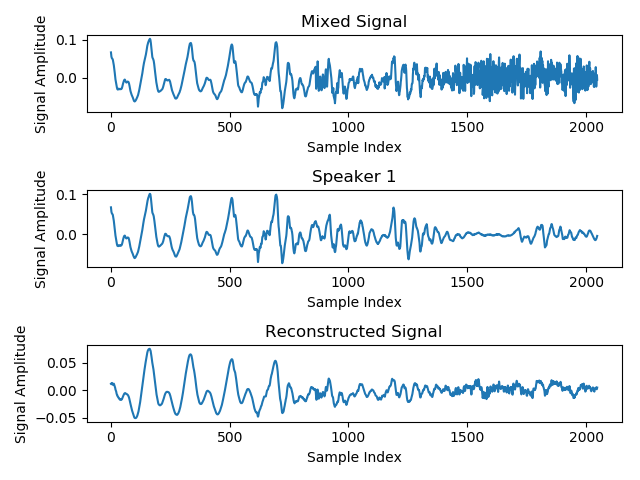 Mixed Signal
Signal Amplitude
0.1
0.0
0 500 1000 1500 2000
Sample Index
Speaker 1
Signal Amplitude
0.1
0.0
0 500 1000 1500 2000
Sample Index
Reconstructed Signal
Signal Amplitude
0.05
0.00
−0.05
0 500 1000 1500 2000
Sample Index